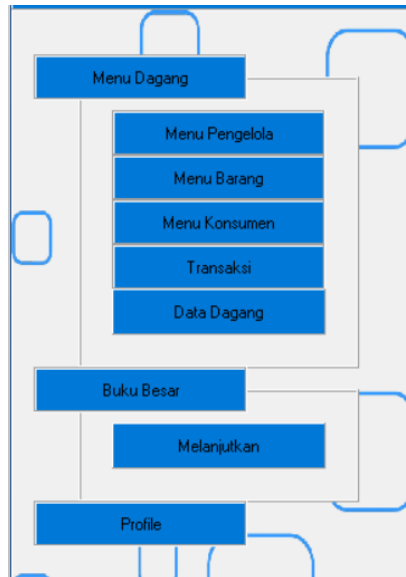 Menu Dagang
Menu Pengelola
Menu Barang
Menu Konsumen
Transaksi
Data Dagang
Buku Besar
Melanjutkan
Profile